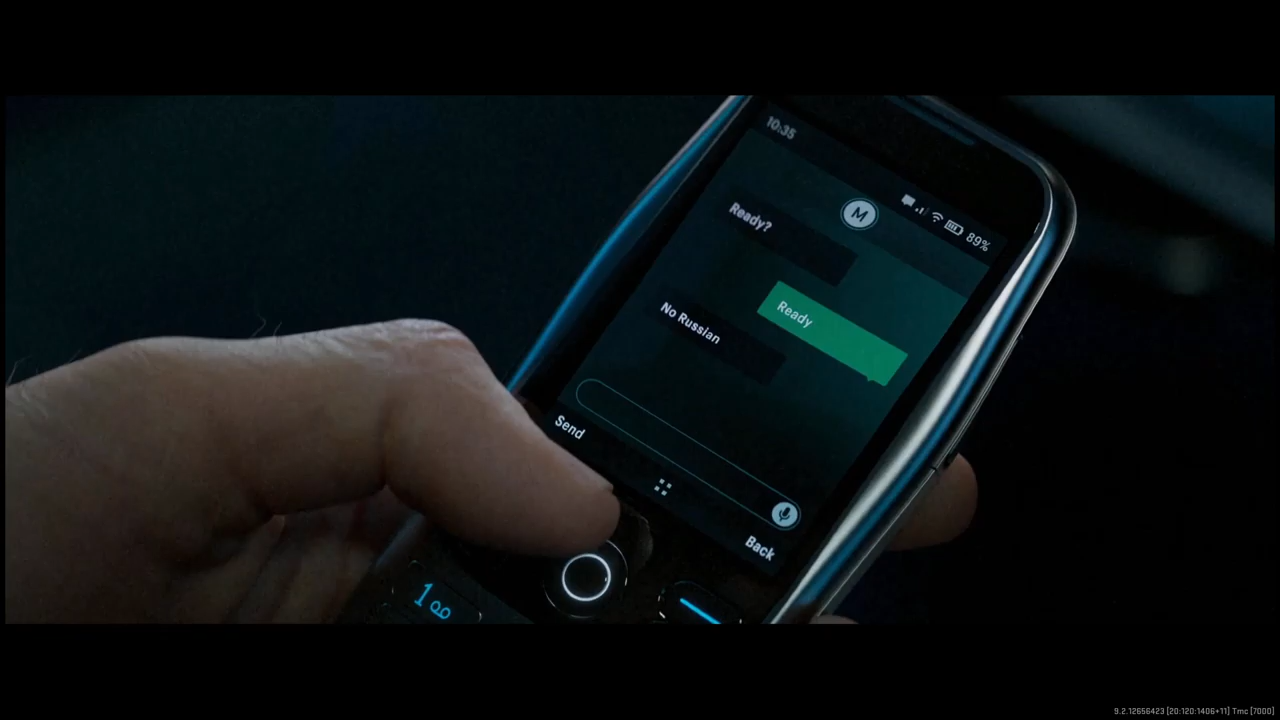 10:35
89%
M
Ready?
Ready
No Russian
Send
Back
1
9.2.12656423 [20:120:1406+11] Tmc [7000]